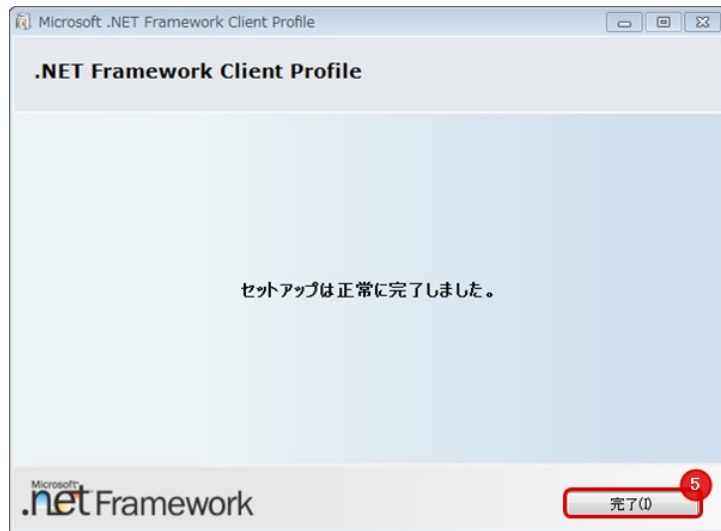 Microsoft .NET Framework Client Profile
.NET Framework Client Profile
セットアップは正常に完了しました。
Microsoft
.net Framework
5
完了(I)